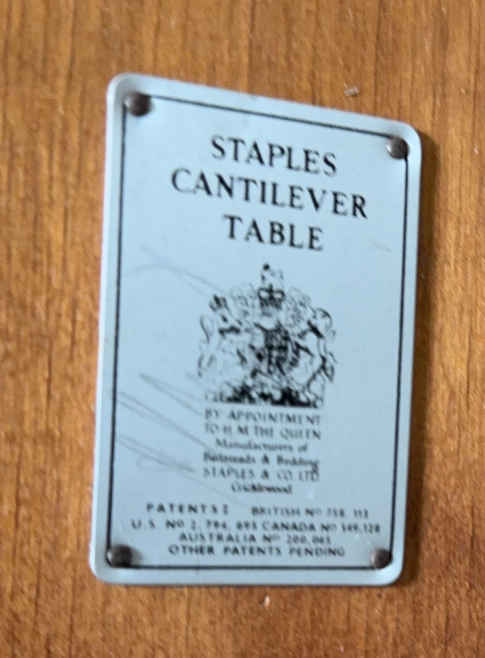 STAPLES
CANTILEVER
TABLE
BY APPOINTMENT
TO H. M. THE QUEEN
Manufacturers of
Bedsteads & Bedding
STAPLES & CO. LTD
Cricklewood
PATENTS: BRITISH Nº 758, 113
U.S. Nº 2, 794, 695 CANADA Nº 549,128
AUSTRALIA Nº 200,065
OTHER PATENTS PENDING